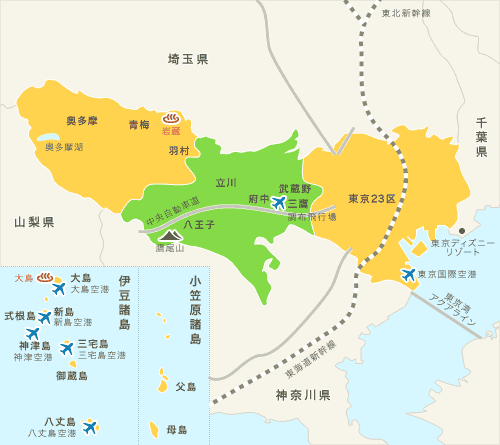 東北新幹線
埼玉県
千葉県
奥多摩
青梅
岩蔵
奥多摩湖
羽村
立川
武蔵野
府中
三鷹
東京23区
中央自動車道
調布飛行場
八王子
高尾山
山梨県
東京ディズニー
リゾート
東京国際空港
東京湾
アクアライン
東海道新幹線
神奈川県
大島
大島
大島空港
伊豆諸島
小笠原諸島
式根島
新島
新島空港
神津島
神津島空港
三宅島
三宅島空港
御蔵島
父島
八丈島
八丈島空港
母島